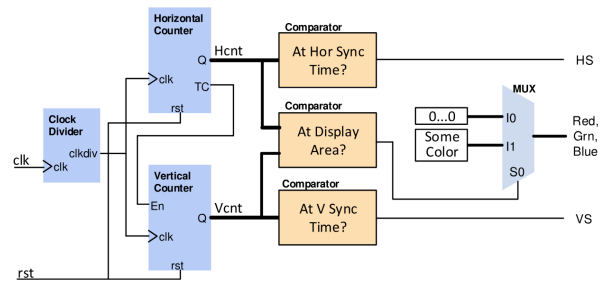 Horizontal
Counter
Q
clk
TC
rst
Hcnt
Comparator
At Hor Sync
Time?
HS
Clock
Divider
clkdiv
clk
clk
Comparator
At Display
Area?
MUX
0...0
I0
Some
Color
I1
S0
Red,
Grn,
Blue
Vertical
Counter
En
Q
clk
rst
Vcnt
Comparator
At V Sync
Time?
VS
rst